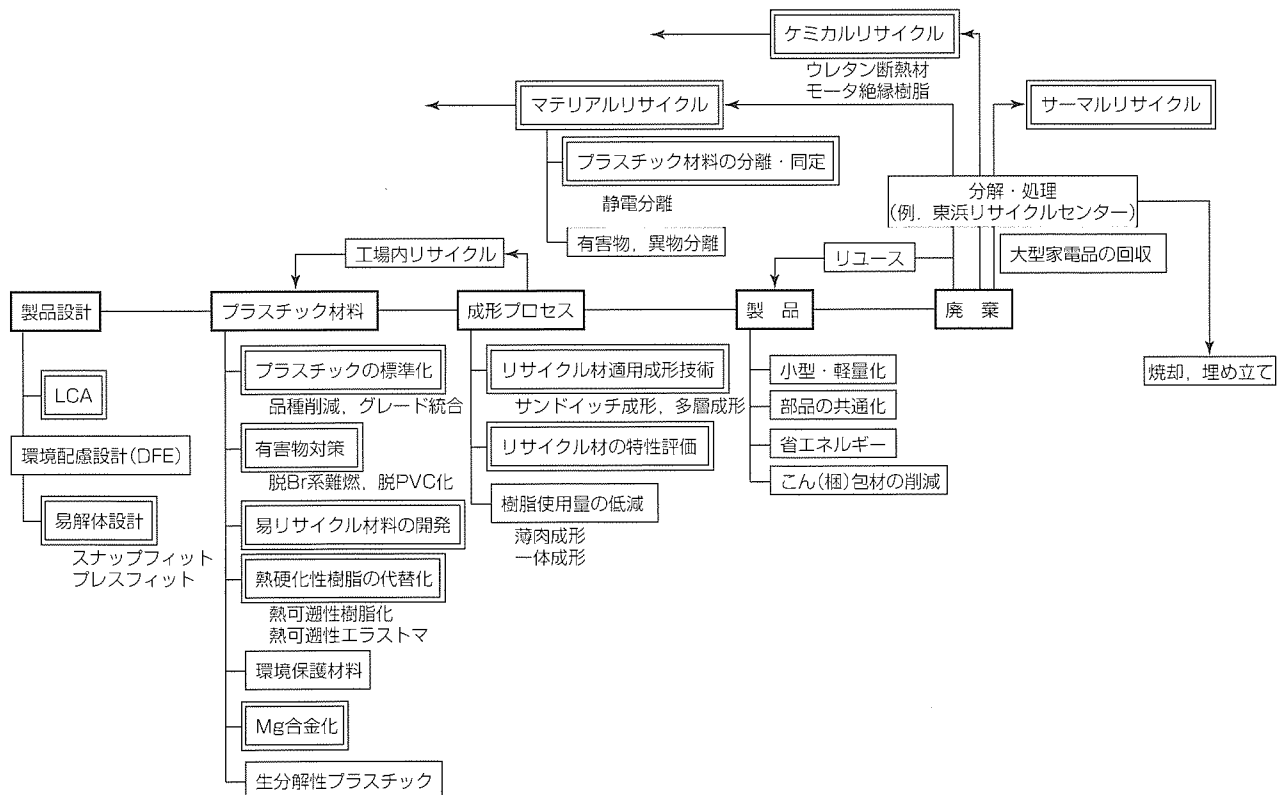 ケミカルリサイクル
ウレタン断熱材
モータ絶縁樹脂
マテリアルリサイクル
サーマルリサイクル
プラスチック材料の分離・同定
静電分離
有害物，異物分離
分解・処理
(例．東浜リサイクルセンター)
大型家電品の回収
リユース
工場内リサイクル
製品設計
プラスチック材料
成形プロセス
製　品
廃　棄
焼却，埋め立て
LCA
環境配慮設計(DFE)
易解体設計
スナップフィット
プレスフィット
プラスチックの標準化
品種削減，グレード統合
有害物対策
脱Br系難燃，脱PVC化
易リサイクル材料の開発
熱硬化性樹脂の代替化
熱可遡性樹脂化
熱可遡性エラストマ
環境保護材料
Mg合金化
生分解性プラスチック
リサイクル材適用成形技術
サンドイッチ成形，多層成形
リサイクル材の特性評価
樹脂使用量の低減
薄肉成形
一体成形
小型・軽量化
部品の共通化
省エネルギー
こん(梱)包材の削減